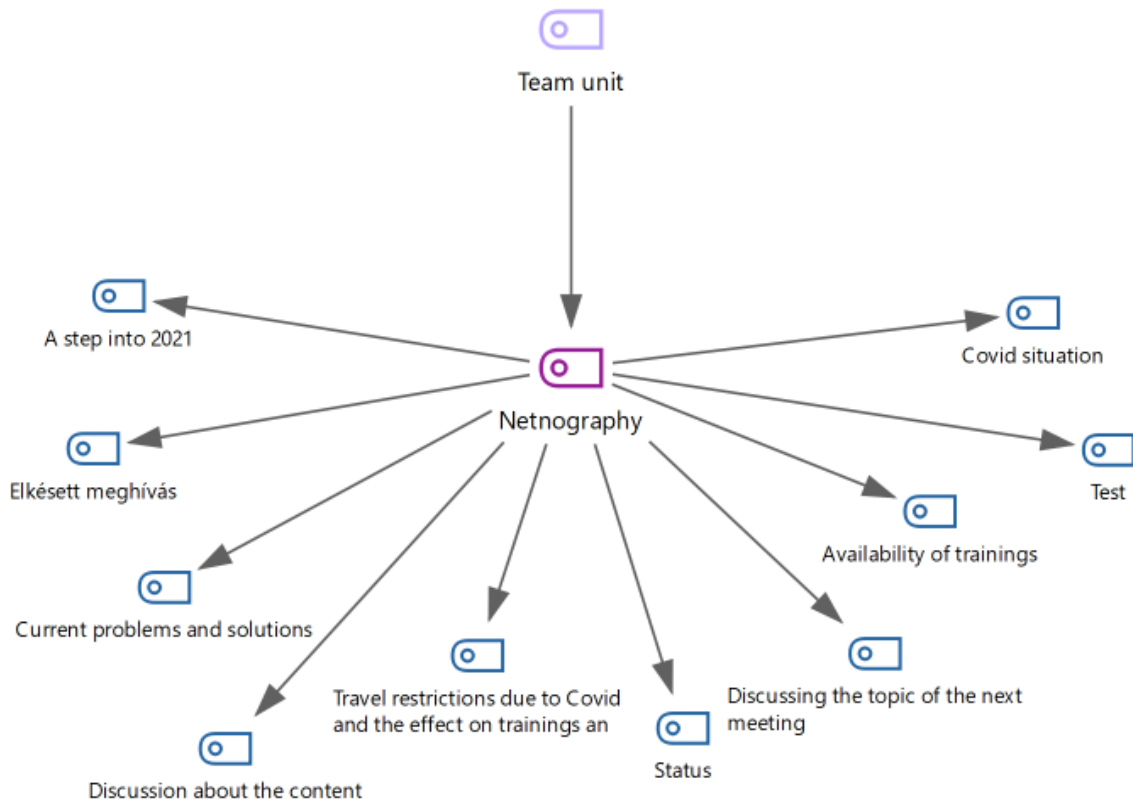 Team unit
A step into 2021
Covid situation
Netnography
Elkésett meghívás
Test
Availability of trainings
Current problems and solutions
Travel restrictions due to Covid
and the effect on trainings an
Discussing the topic of the next
meeting
Status
Discussion about the content